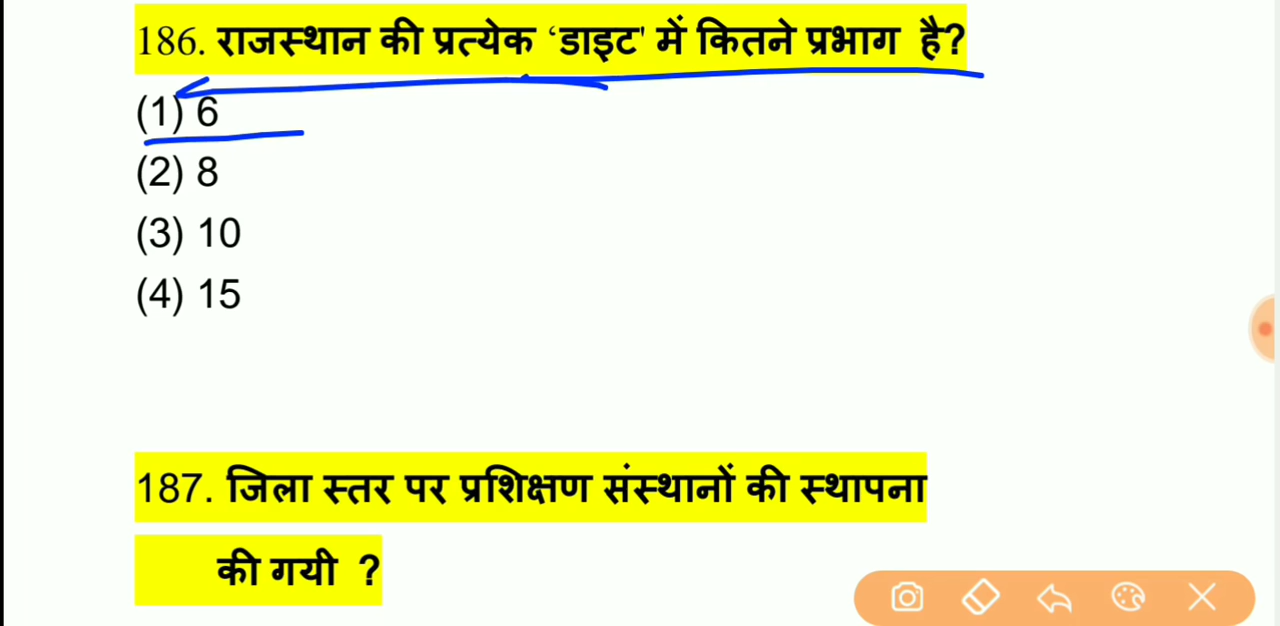 186. राजस्थान की प्रत्येक ‘डाइट' में कितने प्रभाग है?
(1) 6
(2) 8
(3) 10
(4) 15
187. जिला स्तर पर प्रशिक्षण संस्थानों की स्थापना
की गयी ?